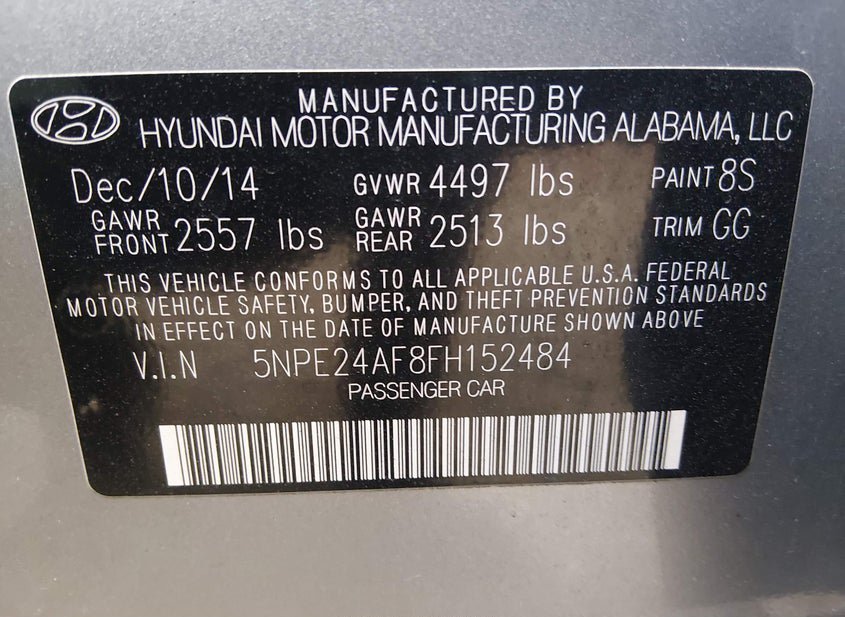 MANUFACTURED BY
HYUNDAI MOTOR MANUFACTURING ALABAMA, LLC
Dec/10/14 GVWR 4497 lbs PAINT 8S
GAWR FRONT 2557 lbs GAWR REAR 2513 lbs TRIM GG
THIS VEHICLE CONFORMS TO ALL APPLICABLE U.S.A. FEDERAL
MOTOR VEHICLE SAFETY, BUMPER, AND THEFT PREVENTION STANDARDS
IN EFFECT ON THE DATE OF MANUFACTURE SHOWN ABOVE
V.I.N 5NPE24AF8FH152484
PASSENGER CAR